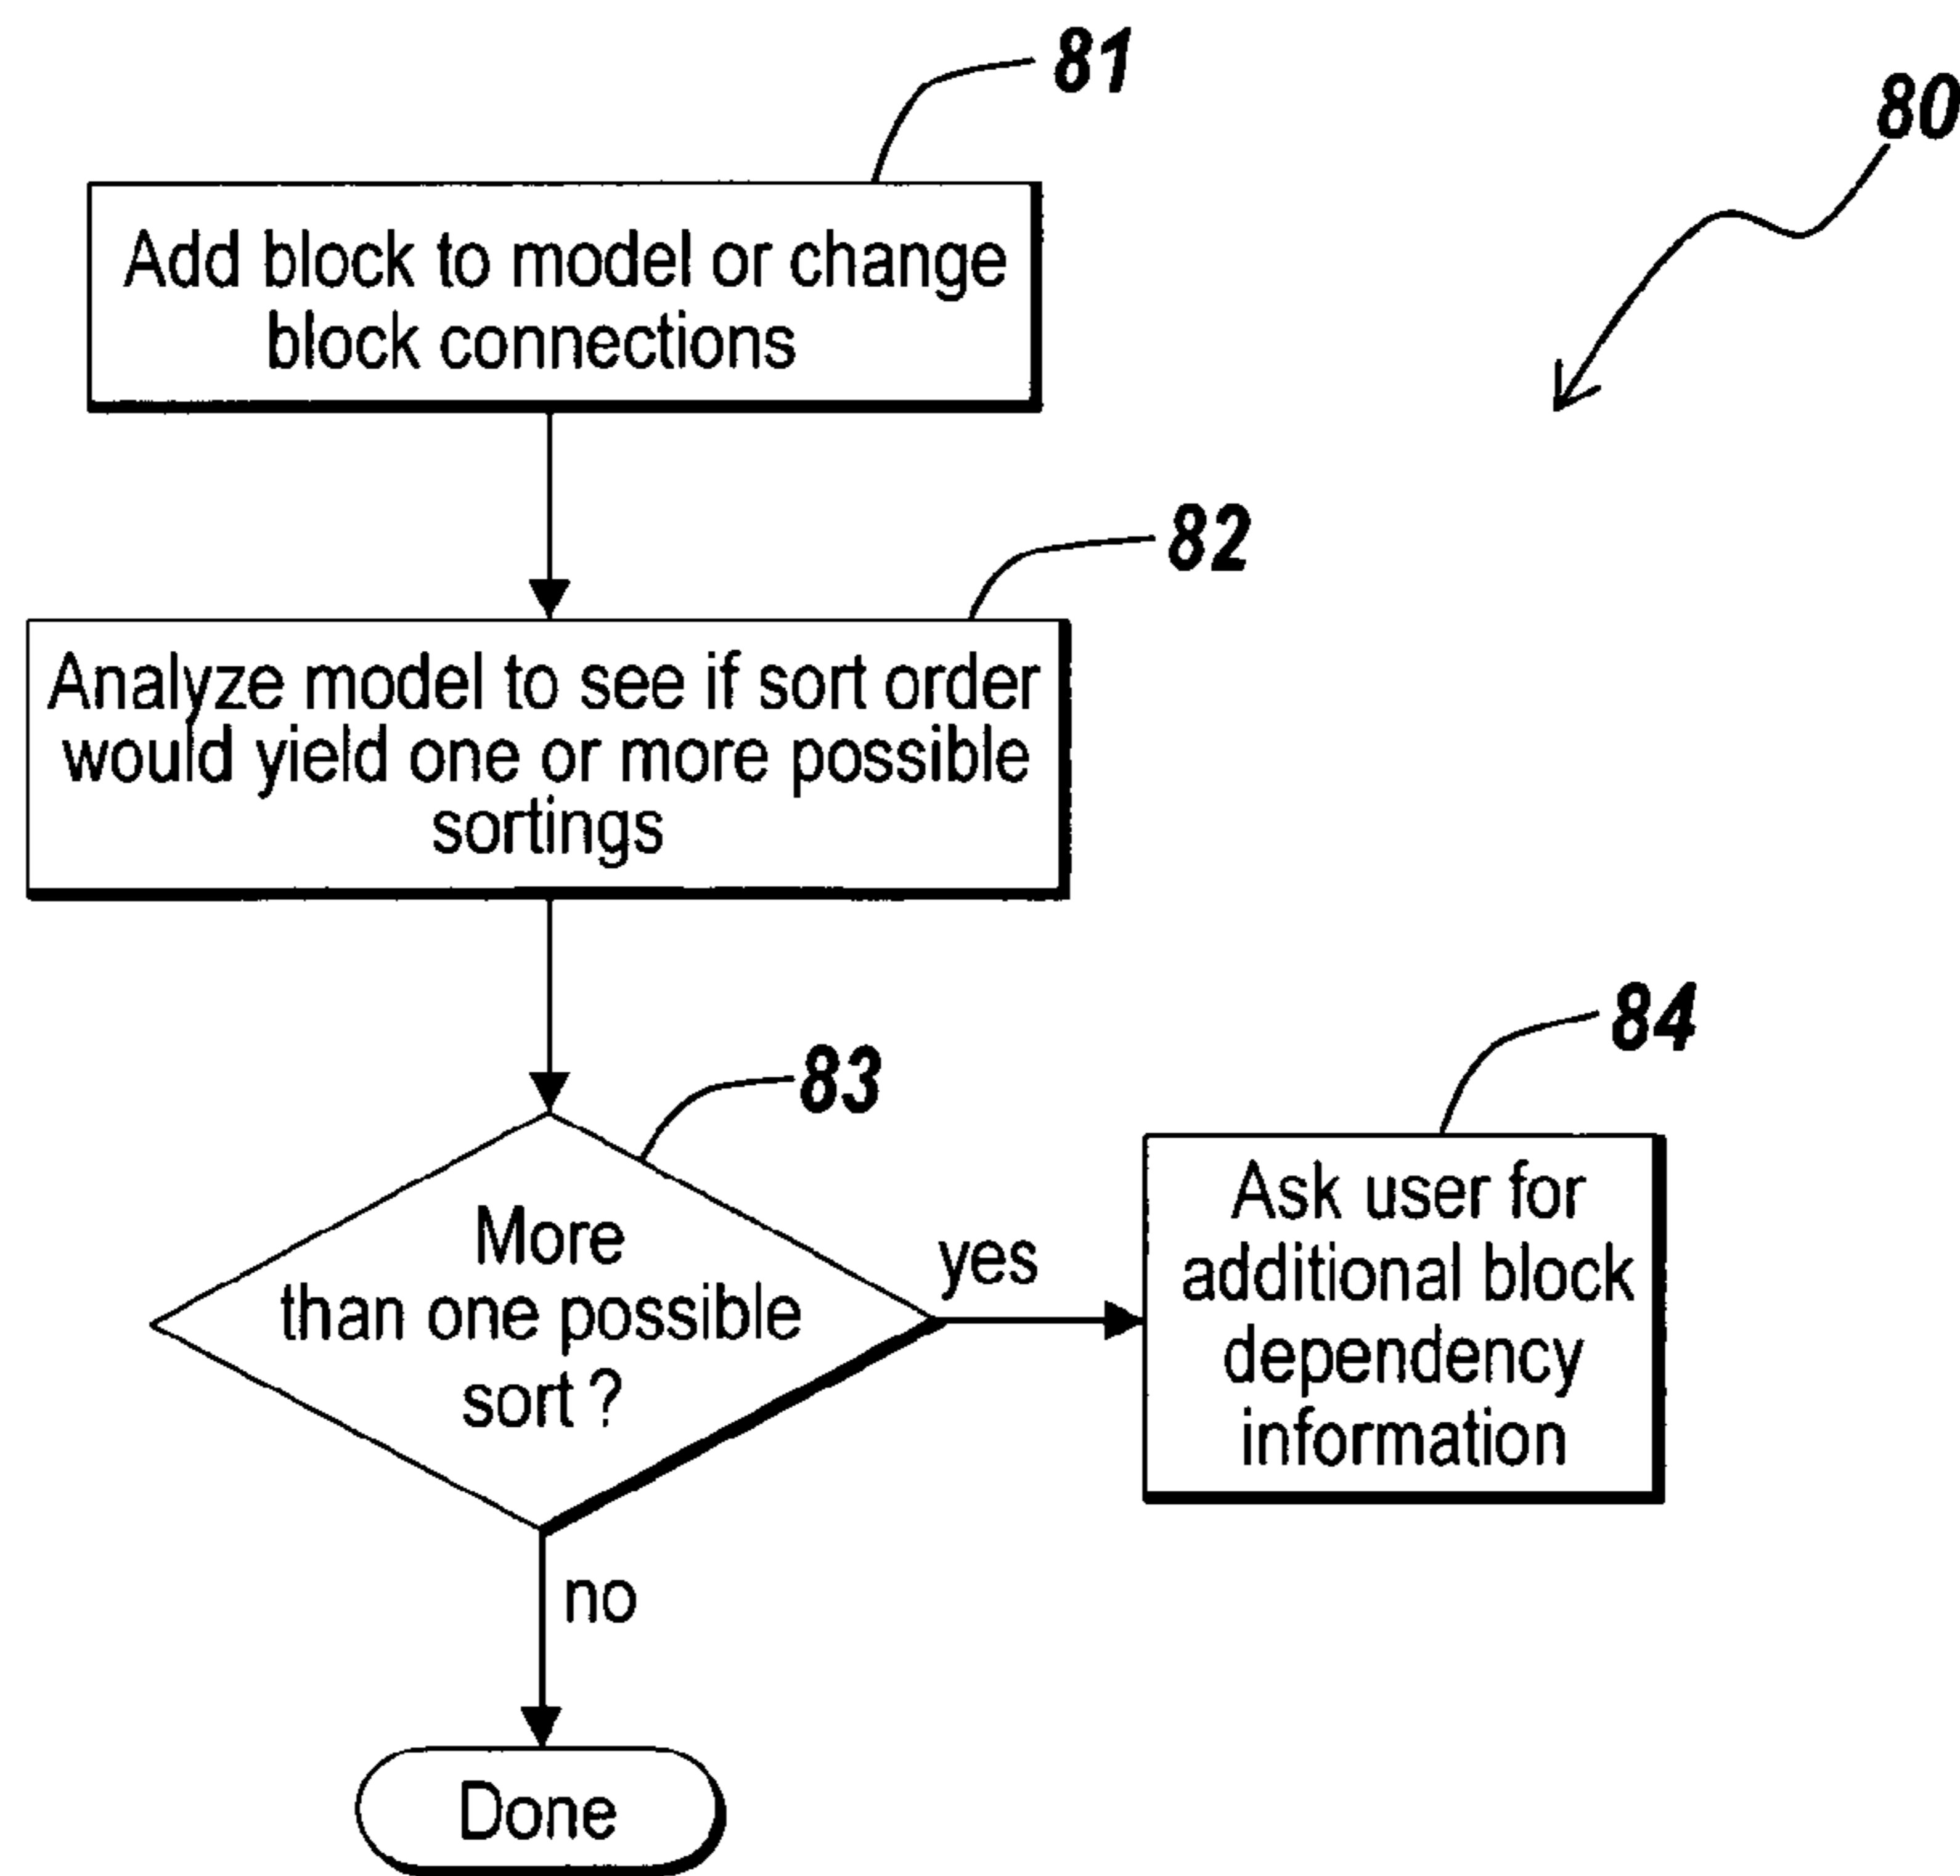 81
80
Add block to model or change
block connections
82
Analyze model to see if sort order
would yield one or more possible
sortings
83
84
More
than one possible
sort ?
yes
Ask user for
additional block
dependency
information
no
Done